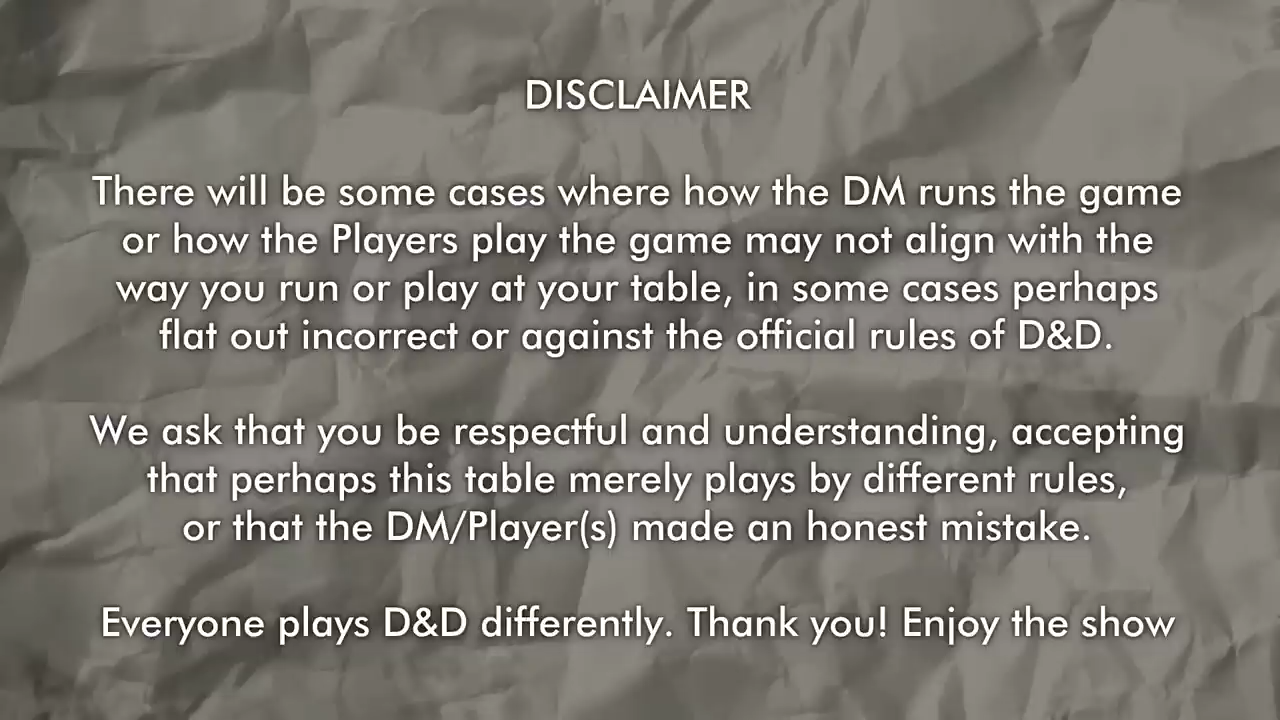 DISCLAIMER
There will be some cases where how the DM runs the game
or how the Players play the game may not align with the
way you run or play at your table, in some cases perhaps
flat out incorrect or against the official rules of D&D.
We ask that you be respectful and understanding, accepting
that perhaps this table merely plays by different rules,
or that the DM/Player(s) made an honest mistake.
Everyone plays D&D differently. Thank you! Enjoy the show